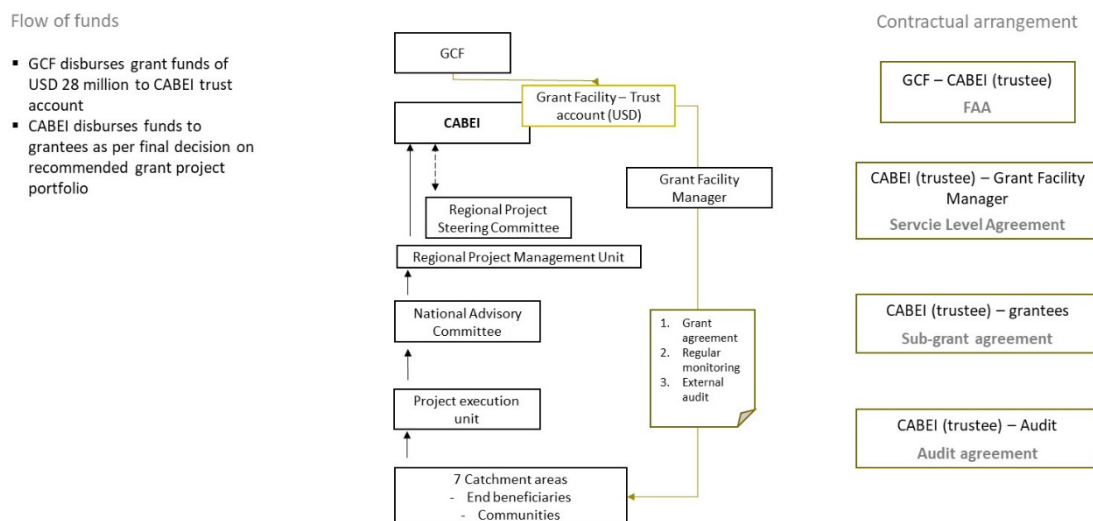 Flow of funds
▪ GCF disburses grant funds of
USD 28 million to CABEI trust
account
▪ CABEI disburses funds to
grantees as per final decision on
recommended grant project
portfolio
GCF
Grant Facility – Trust
account (USD)
CABEI
Grant Facility
Manager
Regional Project
Steering Committee
Regional Project Management Unit
National Advisory
Committee
1. Grant
agreement
2. Regular
monitoring
3. External
audit
Project execution
unit
7 Catchment areas
- End beneficiaries
- Communities
Contractual arrangement
GCF – CABEI (trustee)
FAA
CABEI (trustee) – Grant Facility
Manager
Servcie Level Agreement
CABEI (trustee) – grantees
Sub-grant agreement
CABEI (trustee) – Audit
Audit agreement